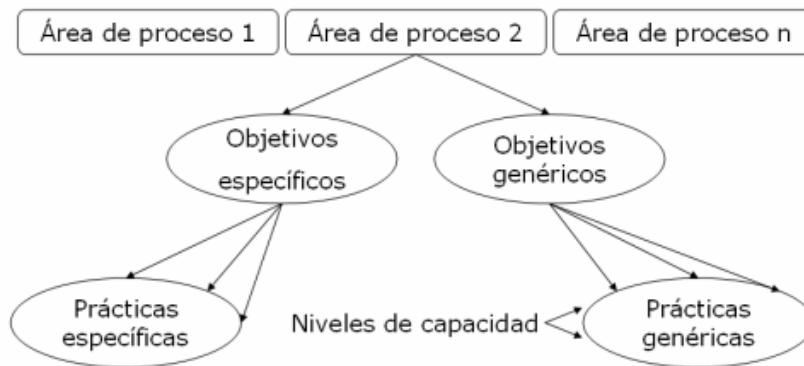 Área de proceso 1
Área de proceso 2
Área de proceso n
Objetivos
específicos
Objetivos
genéricos
Prácticas
específicas
Niveles de capacidad
Prácticas
genéricas